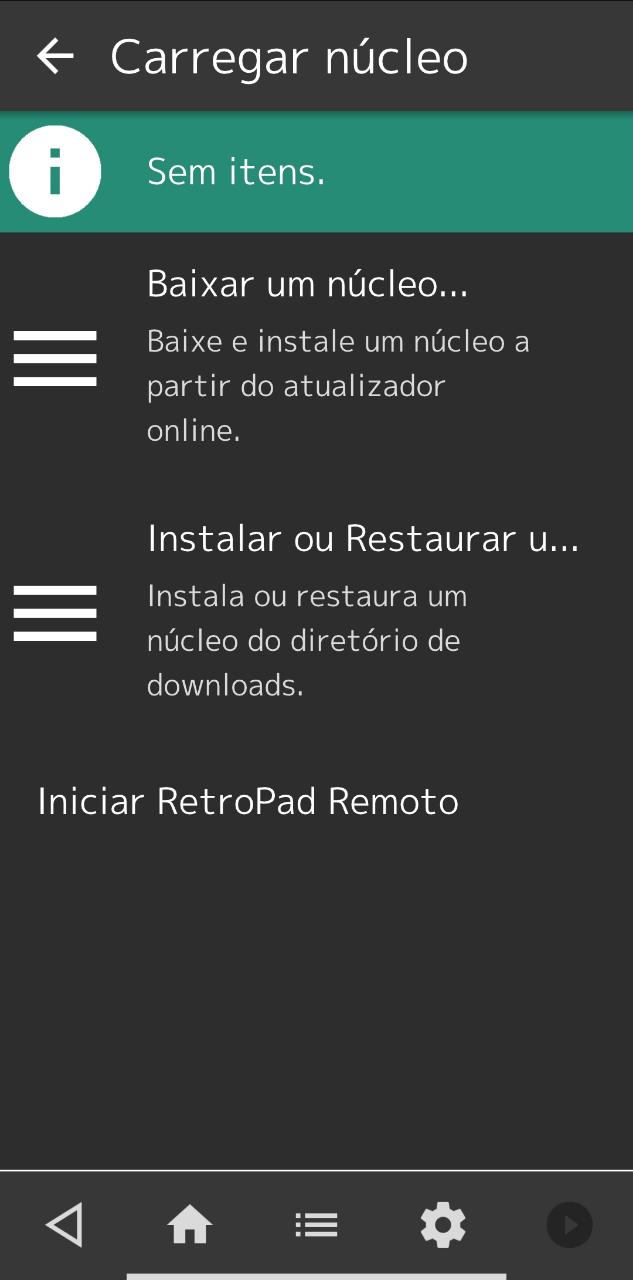 Carregar núcleo
Sem itens.
Baixar um núcleo...
Baixe e instale um núcleo a
partir do atualizador
online.
Instalar ou Restaurar u...
Instala ou restaura um
núcleo do diretório de
downloads.
Iniciar RetroPad Remoto